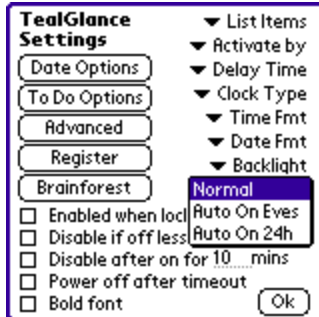 TealGlance
Settings
List Items
Activate by
Date Options
Delay Time
To Do Options
Clock Type
Advanced
Time Fmt
Date Fmt
Register
Backlight
Brainforest
Normal
Enabled when loc
Auto On Eves
Disable if off less
Auto On 24h
Disable after on for 10 mins
Power off after timeout
Bold font
Ok